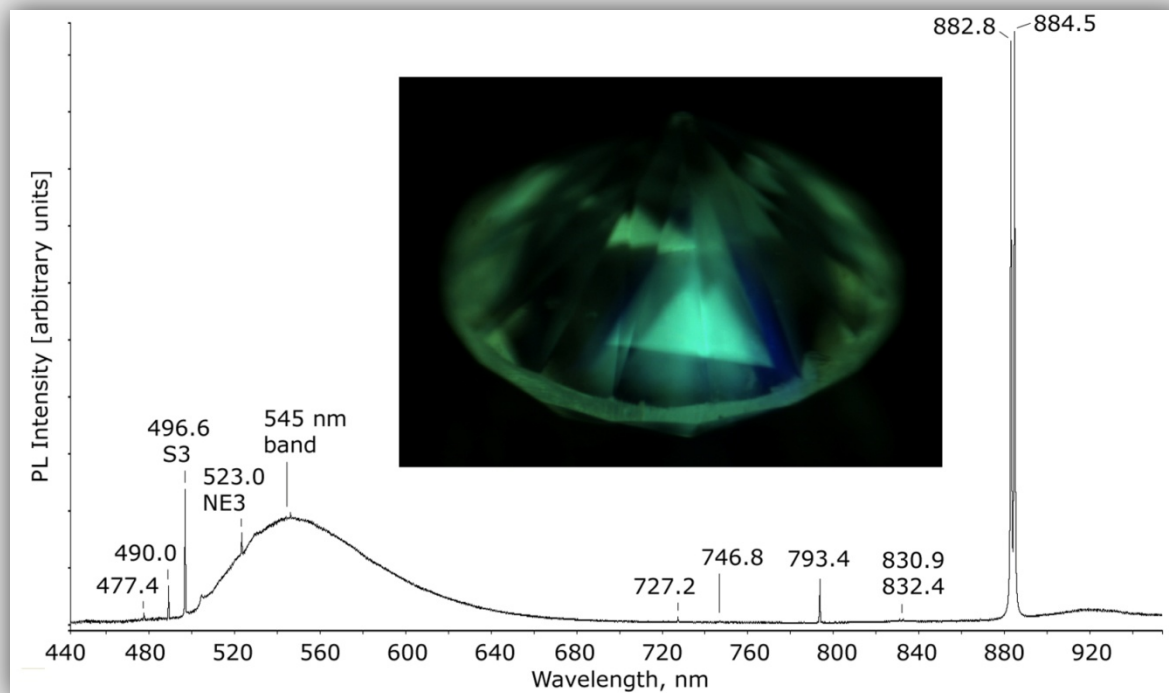 882.8
884.5
545 nm
band
496.6
S3
523.0
NE3
490.0
477.4
727.2
746.8
793.4
830.9
832.4
PL Intensity [arbitrary units]
440 480 520 560 600 640 680 720 760 800 840 880 920
Wavelength, nm